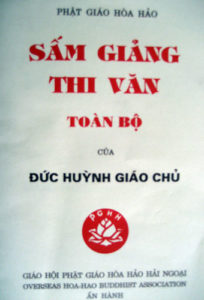 PHẬT GIÁO HÒA HẢO
SẤM GIẢNG
THI VĂN
TOÀN BỘ
CỦA
ĐỨC HUỲNH GIÁO CHỦ
PGHH
GIÁO HỘI PHẬT GIÁO HÒA HẢO HẢI NGOẠI
OVERSEAS HOA-HAO BUDDHIST ASSOCIATION
ẤN HÀNH